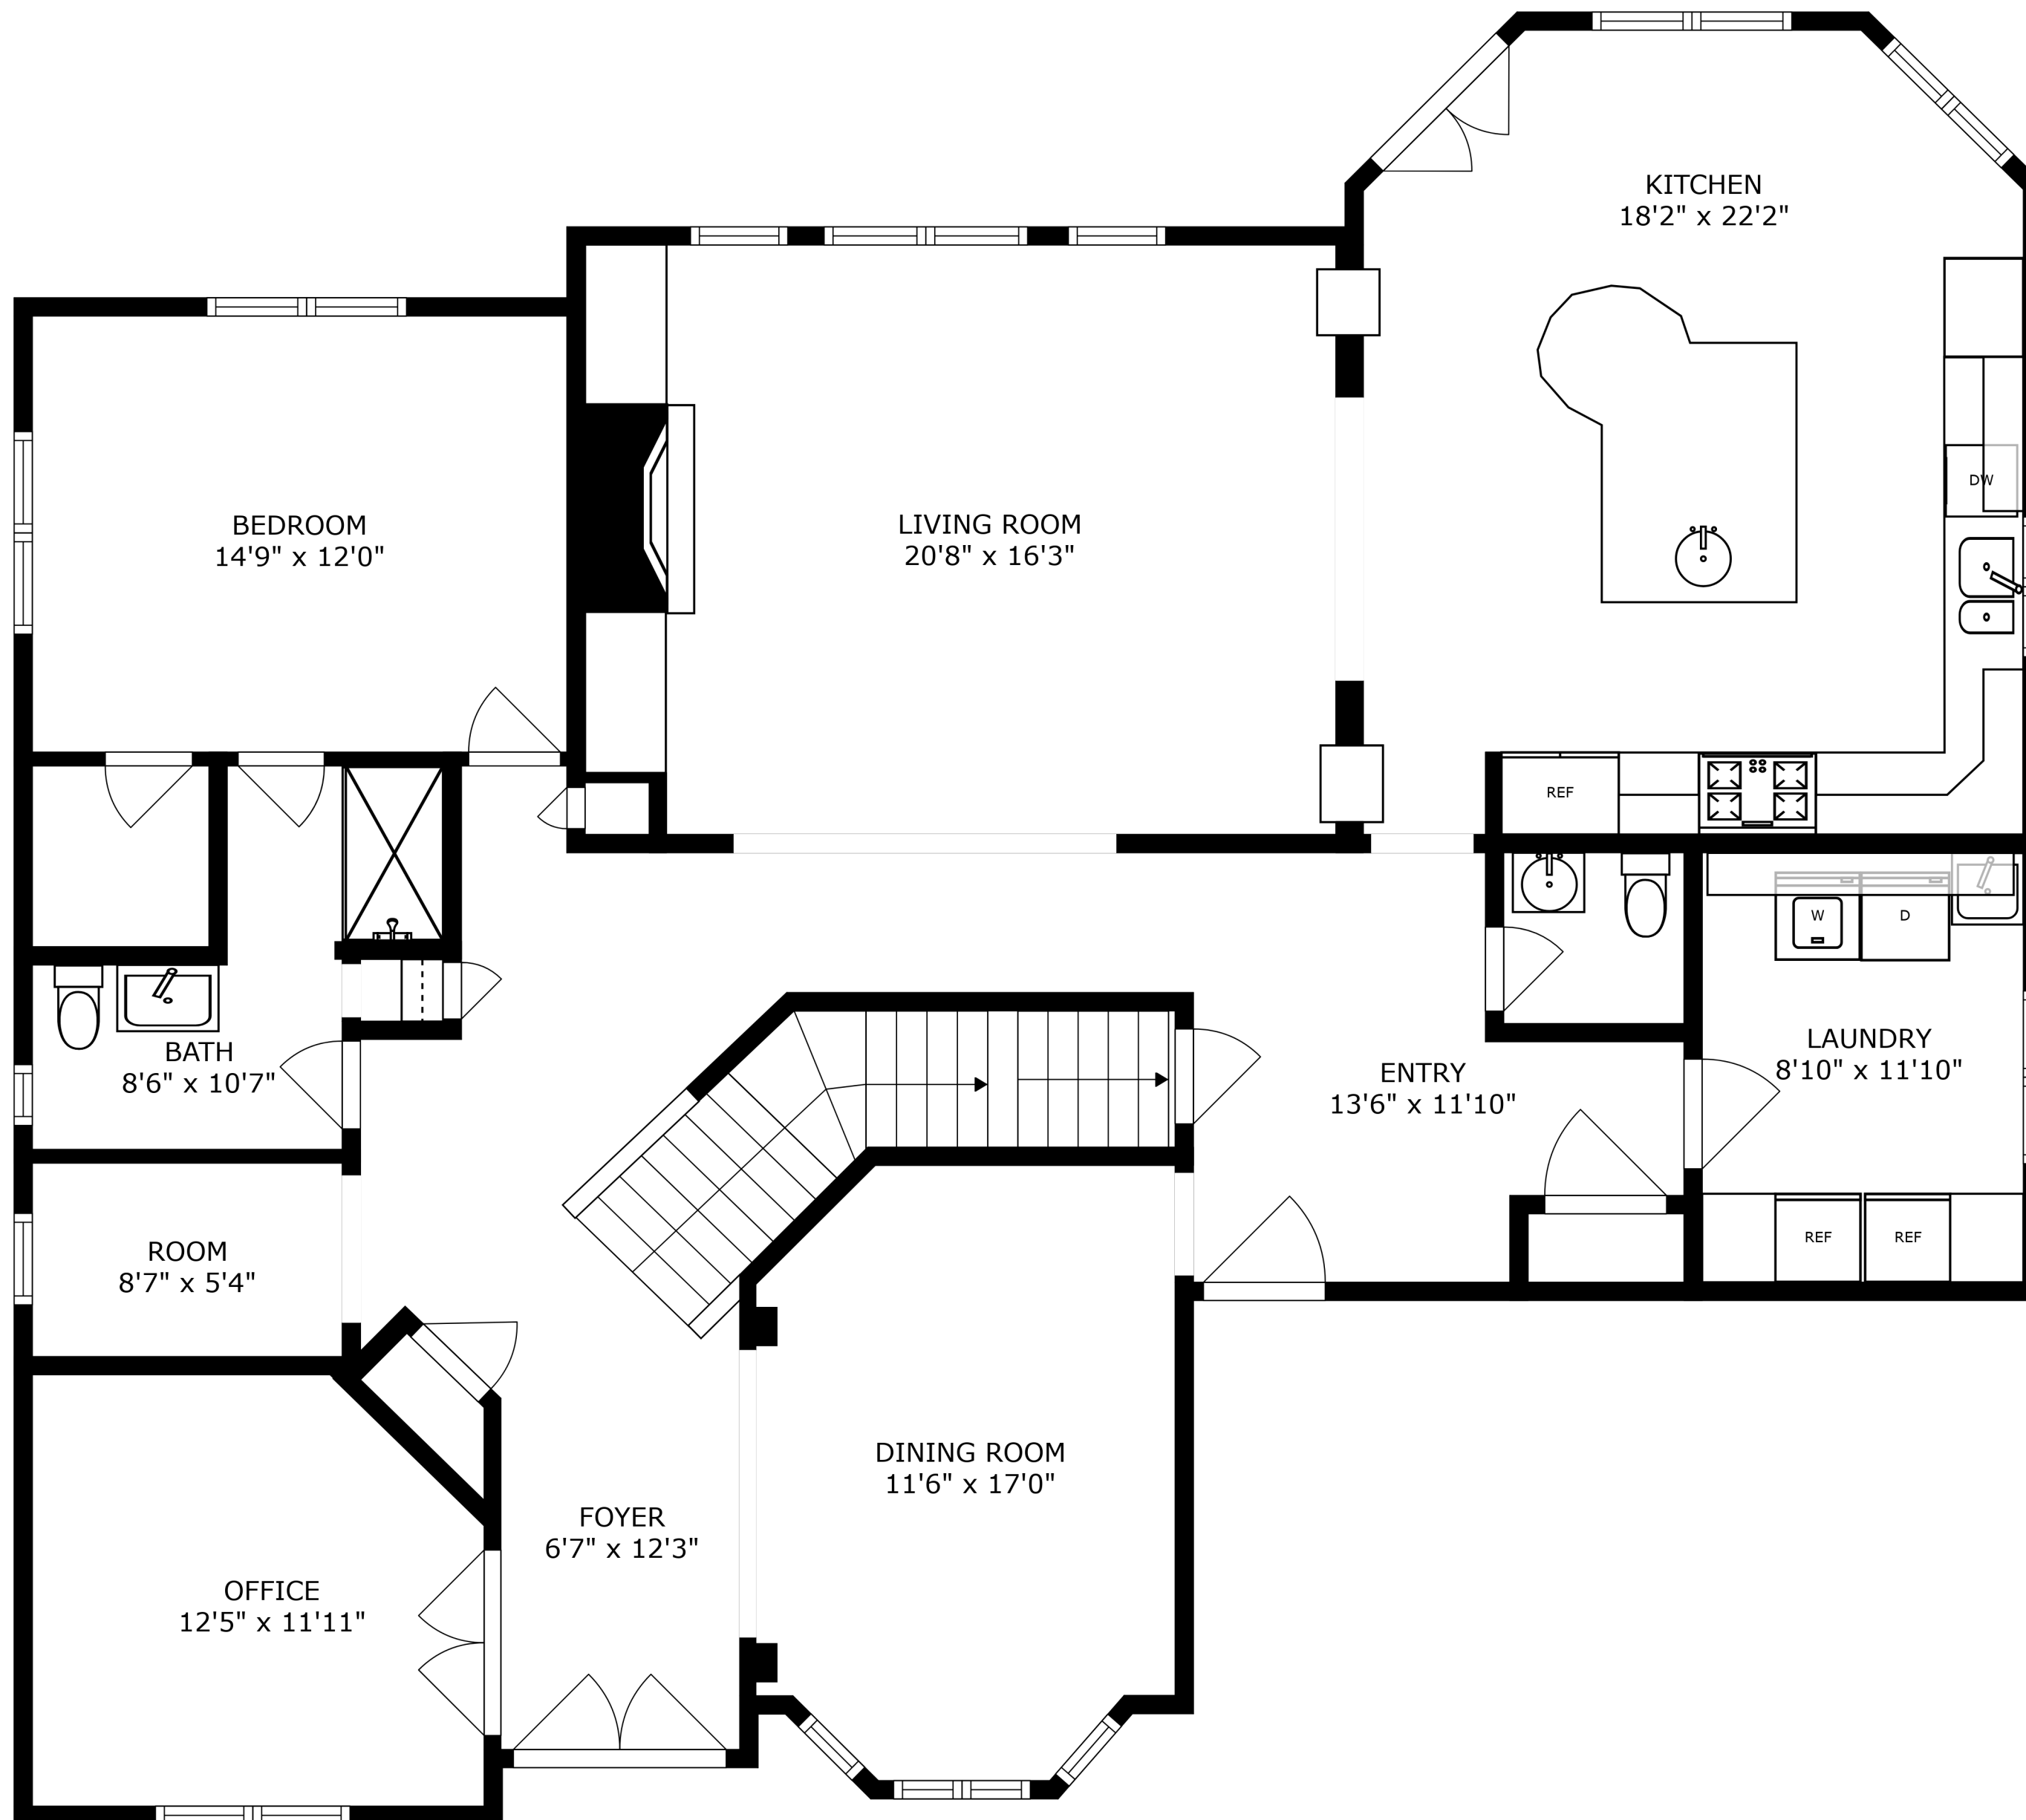 KITCHEN
18'2" x 22'2"
BEDROOM
14'9" x 12'0"
LIVING ROOM
20'8" x 16'3"
DW
REF
W
D
BATH
8'6" x 10'7"
ENTRY
13'6" x 11'10"
LAUNDRY
8'10" x 11'10"
ROOM
8'7" x 5'4"
REF
REF
DINING ROOM
11'6" x 17'0"
FOYER
6'7" x 12'3"
OFFICE
12'5" x 11'11"